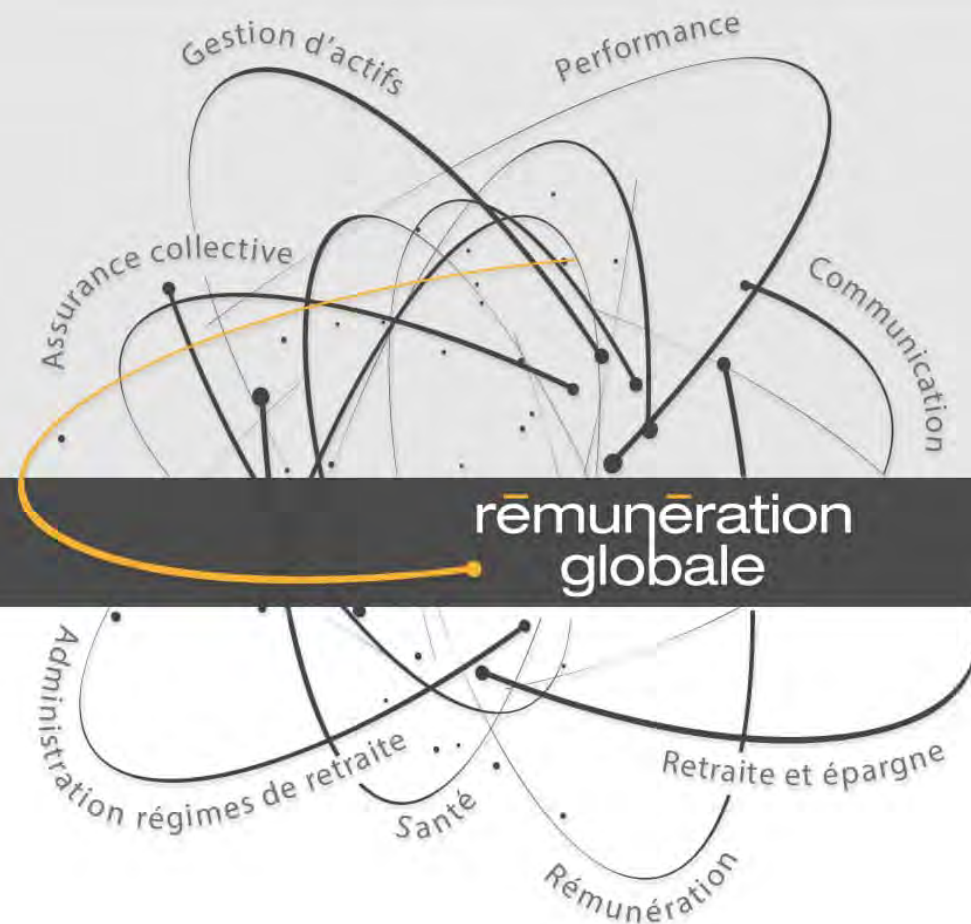 Gestion d'actifs
Performance
Assurance collective
Communication
rēmunēration
globale
Administration régimes de retraite
Retraite et épargne
Santé
Rémunération